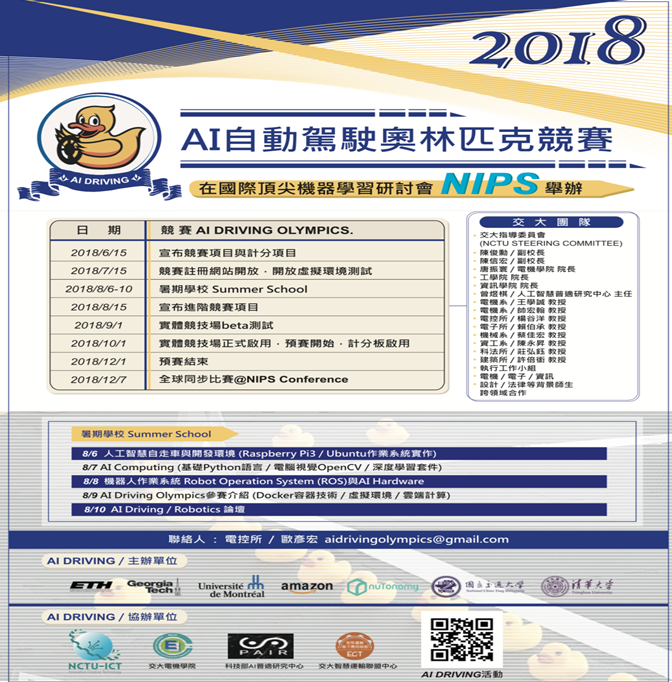 2018
AI自動駕駛奧林匹克競賽
AI DRIVING
在國際頂尖機器學習研討會 NIPS 舉辦
日 期 競賽 AI DRIVING OLYMPICS.
2018/6/15 宣布競賽項目與計分項目
2018/7/15 競賽註冊網站開放，開放虛擬環境測試
2018/8/6-10 暑期學校 Summer School
2018/8/15 宣布進階競賽項目
2018/9/1 實體競技場beta測試
2018/10/1 實體競技場正式啟用，預賽開始，計分板啟用
2018/12/1 預賽結束
2018/12/7 全球同步比賽@NIPS Conference
交大團隊
交大指導委員會
(NCTU STEERING COMMITTEE)
陳俊勳 / 副校長
陳信宏 / 副校長
唐振寰 / 電機學院 院長
工學院 院長
資訊學院 院長
曾煜棋 / 人工智慧普適研究中心 主任
電機系 / 王學誠 教授
電機系 / 帥宏翰 教授
電控所 / 楊谷洋 教授
電子所 / 賴伯承 教授
機械系 / 蔡佳宏 教授
資工系 / 陳永昇 教授
科法所 / 莊弘鈺 教授
建築所 / 許倍銜 教授
執行工作小組
電機 / 電子 / 資訊
設計 / 法律等背景師生
跨領域合作
暑期學校 Summer School
8/6 人工智慧自走車與開發環境 (Raspberry Pi3 / Ubuntu作業系統實作)
8/7 AI Computing (基礎Python語言 / 電腦視覺OpenCV / 深度學習套件)
8/8 機器人作業系統 Robot Operation System (ROS)與AI Hardware
8/9 AI Driving Olympics參賽介紹 (Docker容器技術 / 虛擬環境 / 雲端計算)
8/10 AI Driving / Robotics 論壇
聯絡人 : 電控所 / 歐彥宏 aidrivingolympics@gmail.com
AI DRIVING / 主辦單位
ETH Georgia Tech Université de Montréal amazon nuTonomy 國立交通大學 清華大學
AI DRIVING / 協辦單位
PAIR ECT
NCTU-ICT 交大電機學院 科技部AI普適研究中心 交大智慧運輸聯盟中心
AI DRIVING活動